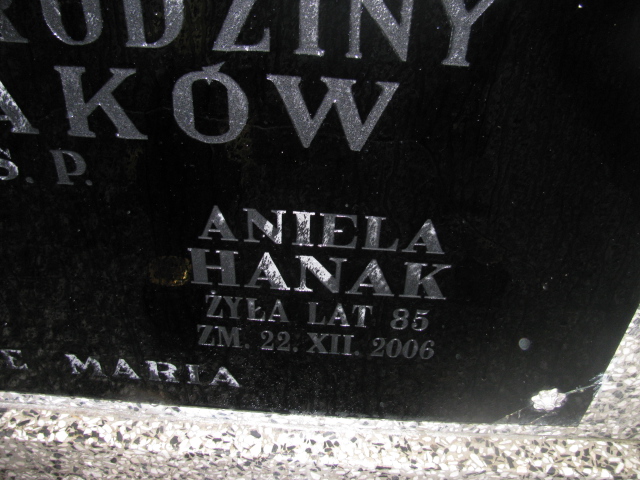 RODZINY
AKÓW
Ś. P.
ANIELA
HANAK
ŻYŁA LAT 85
ZM. 22. XII. 2006
E MARIA